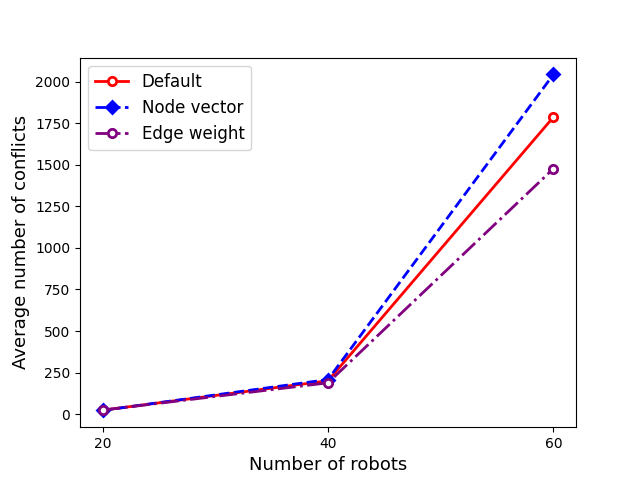 Default
Node vector
Edge weight
2000
1750
1500
1250
1000
750
500
250
0
Average number of conflicts
20 40 60
Number of robots